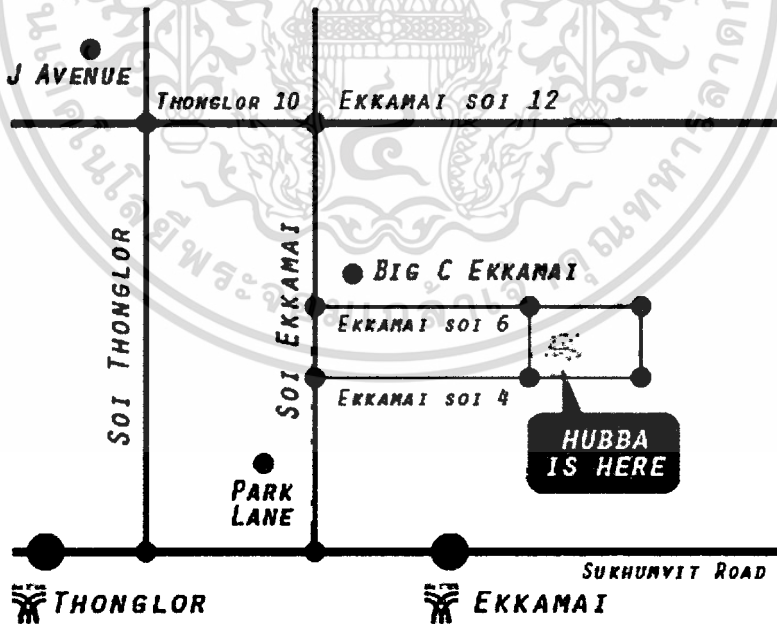 J AVENUE
THONGLOR 10
EKKAMAI SOI 12
SOI THONGLOR
SOI EKKAMAI
BIG C EKKAMAI
EKKAMAI SOI 6
EKKAMAI SOI 4
HUBBA
IS HERE
PARK
LANE
SUKHUMVIT ROAD
THONGLOR
EKKAMAI